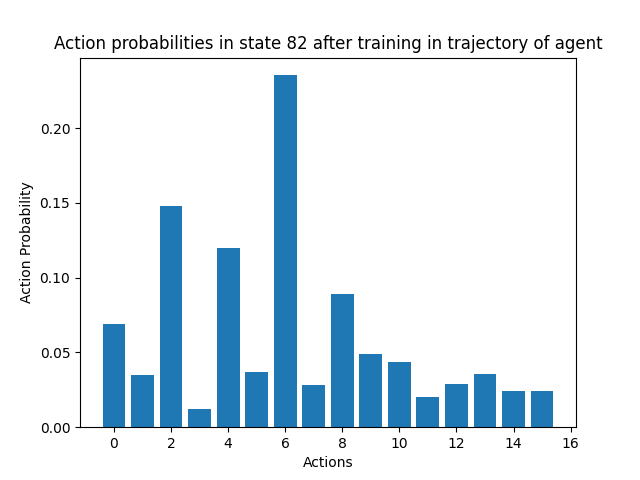 Action probabilities in state 82 after training in trajectory of agent
0.20
0.15
0.10
0.05
0.00
Action Probability
0 2 4 6 8 10 12 14 16
Actions